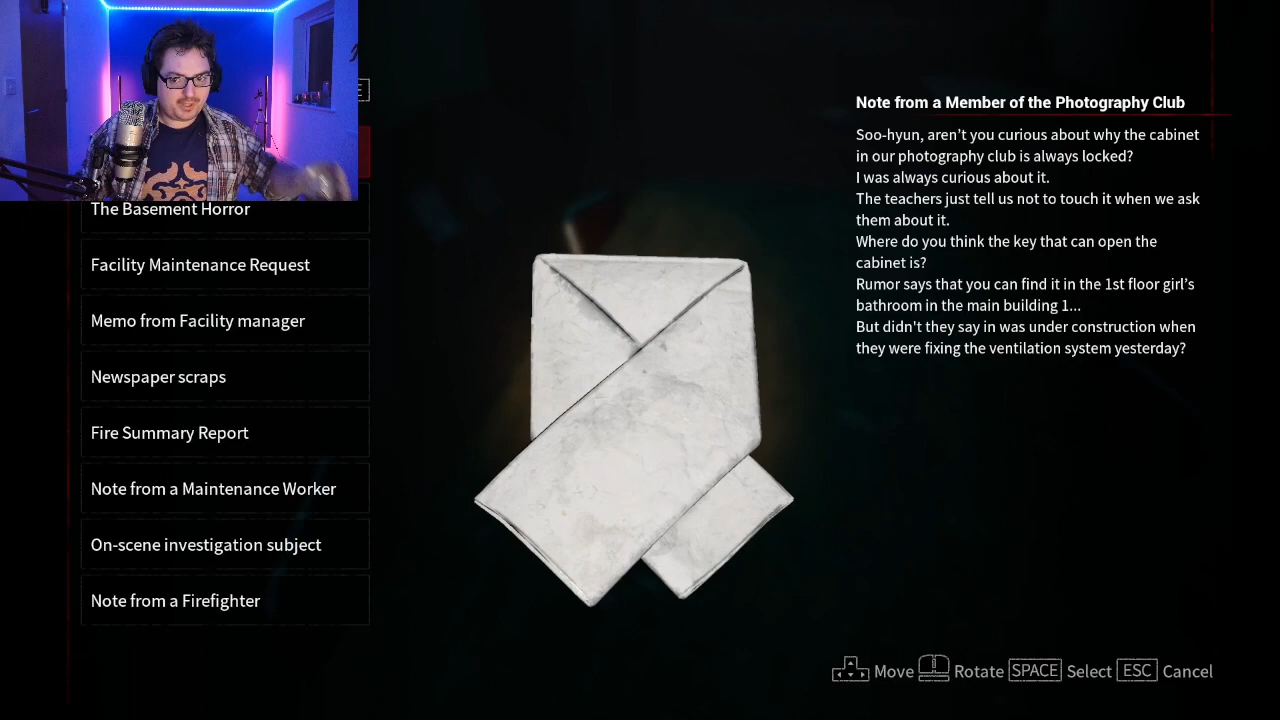 Note from a Member of the Photography Club
Soo-hyun, aren't you curious about why the cabinet
in our photography club is always locked?
I was always curious about it.
The teachers just tell us not to touch it when we ask
them about it.
Where do you think the key that can open the
cabinet is?
Rumor says that you can find it in the 1st floor girl's
bathroom in the main building 1...
But didn't they say in was under construction when
they were fixing the ventilation system yesterday?
The Basement Horror
Facility Maintenance Request
Memo from Facility manager
Newspaper scraps
Fire Summary Report
Note from a Maintenance Worker
On-scene investigation subject
Note from a Firefighter
Move Rotate SPACE Select ESC Cancel